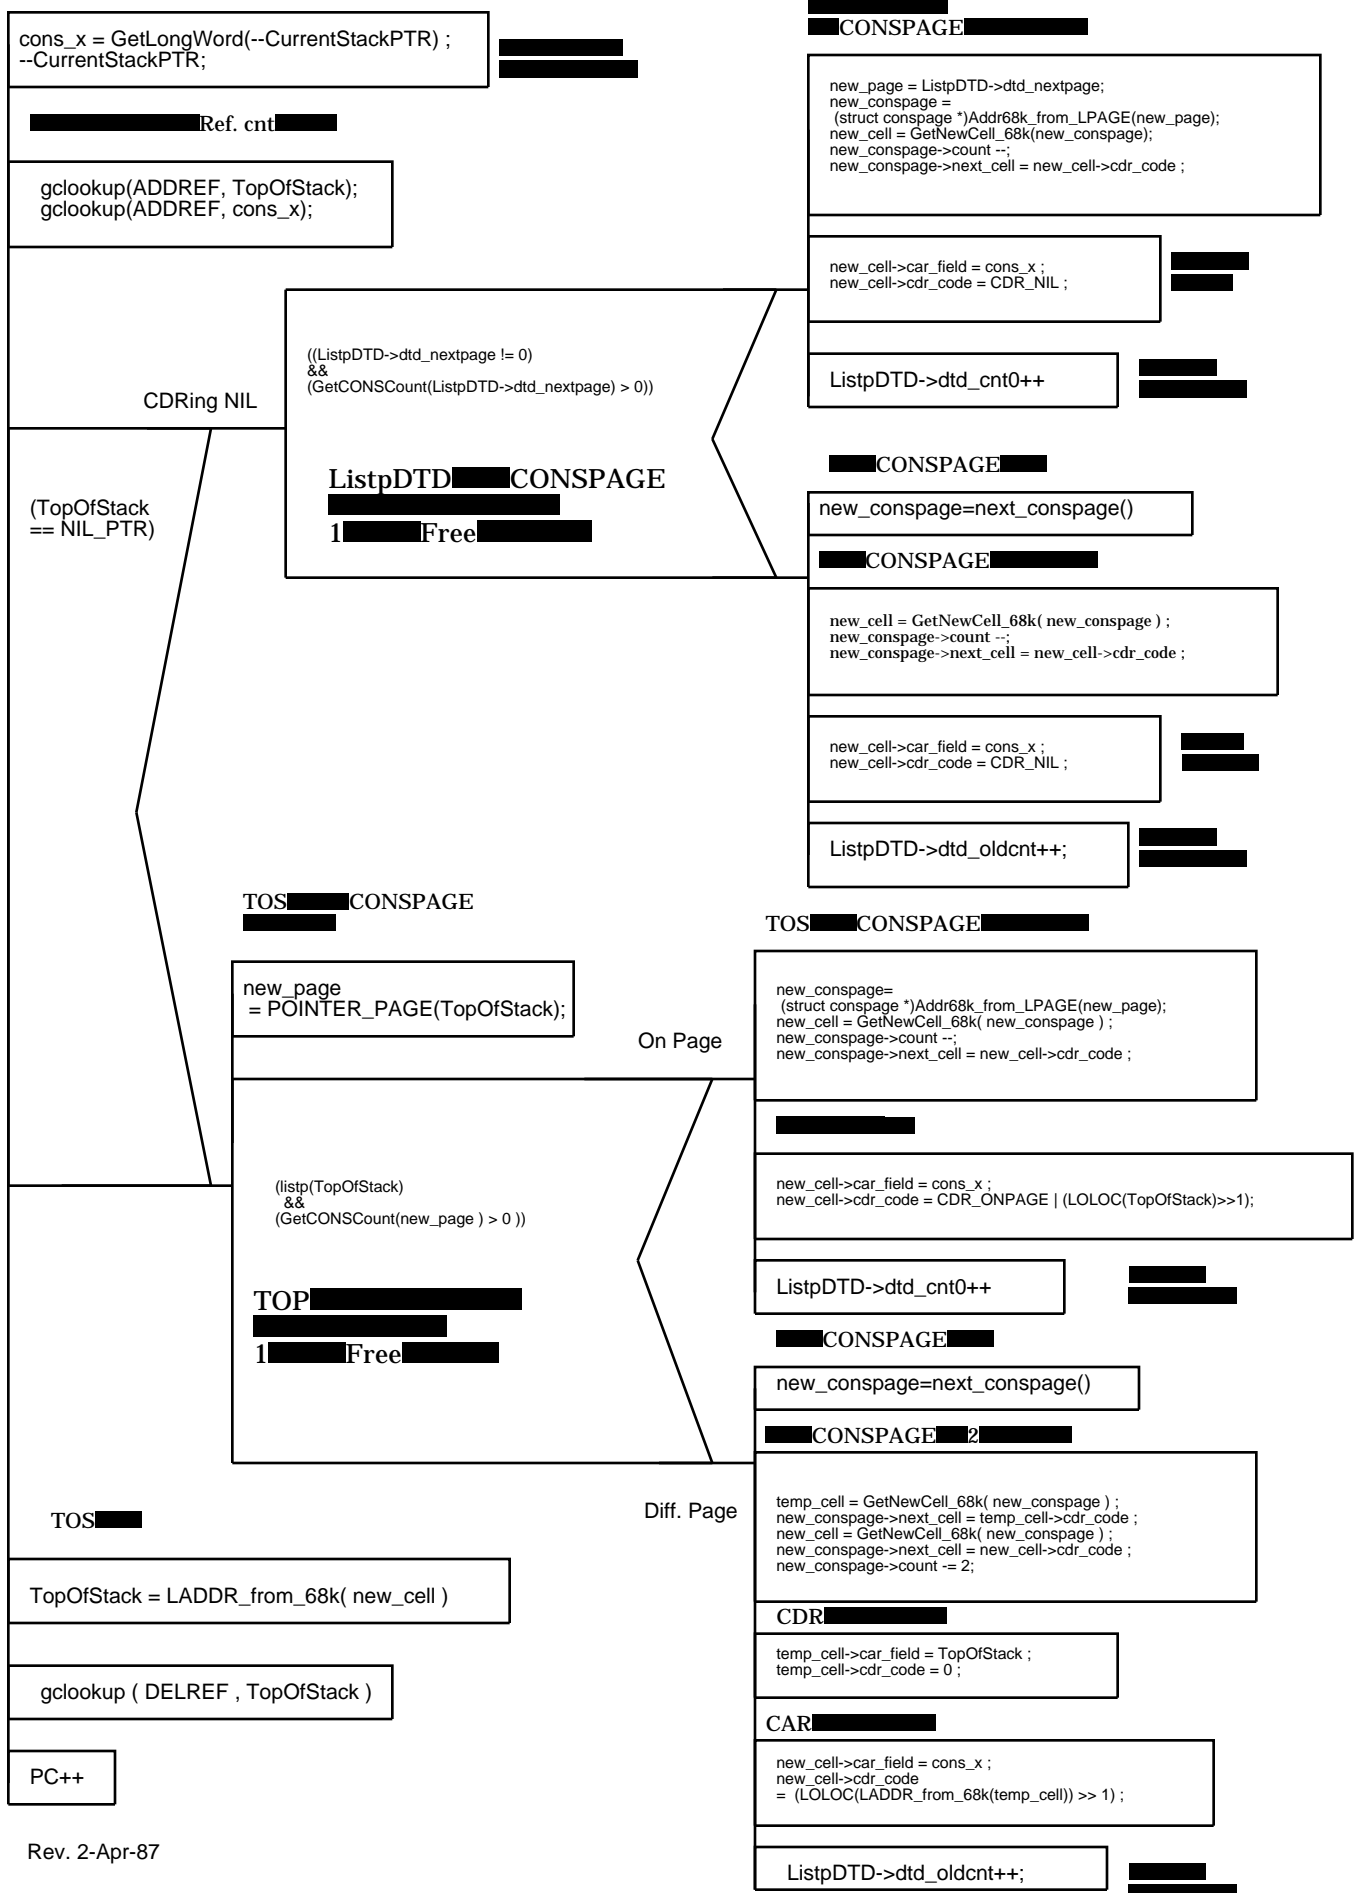 cons_x = GetLongWord(--CurrentStackPTR) ;
--CurrentStackPTR;
Ref. cnt
gclookup(ADDREF, TopOfStack);
gclookup(ADDREF, cons_x);
CDRing NIL
(TopOfStack
== NIL_PTR)
((ListpDTD->dtd_nextpage != 0)
&&
(GetCONSCount(ListpDTD->dtd_nextpage) > 0))
ListpDTD CONSPAGE
1 Free
CONSPAGE
new_page = ListpDTD->dtd_nextpage;
new_conspage =
(struct conspage *)Addr68k_from_LPAGE(new_page);
new_cell = GetNewCell_68k(new_conspage);
new_conspage->count --;
new_conspage->next_cell = new_cell->cdr_code ;
new_cell->car_field = cons_x ;
new_cell->cdr_code = CDR_NIL ;
ListpDTD->dtd_cnt0++
CONSPAGE
new_conspage=next_conspage()
CONSPAGE
new_cell = GetNewCell_68k( new_conspage ) ;
new_conspage->count --;
new_conspage->next_cell = new_cell->cdr_code ;
new_cell->car_field = cons_x ;
new_cell->cdr_code = CDR_NIL ;
ListpDTD->dtd_oldcnt++;
TOS CONSPAGE
new_page
= POINTER_PAGE(TopOfStack);
On Page
(listp(TopOfStack)
&&
(GetCONSCount(new_page ) > 0 ))
TOP
1 Free
TOS CONSPAGE
new_conspage=
(struct conspage *)Addr68k_from_LPAGE(new_page);
new_cell = GetNewCell_68k( new_conspage ) ;
new_conspage->count --;
new_conspage->next_cell = new_cell->cdr_code ;
new_cell->car_field = cons_x ;
new_cell->cdr_code = CDR_ONPAGE | (LOLOC(TopOfStack)>>1);
ListpDTD->dtd_cnt0++
CONSPAGE
new_conspage=next_conspage()
CONSPAGE 2
Diff. Page
temp_cell = GetNewCell_68k( new_conspage ) ;
new_conspage->next_cell = temp_cell->cdr_code ;
new_cell = GetNewCell_68k( new_conspage ) ;
new_conspage->next_cell = new_cell->cdr_code ;
new_conspage->count -= 2;
CDR
temp_cell->car_field = TopOfStack ;
temp_cell->cdr_code = 0 ;
CAR
new_cell->car_field = cons_x ;
new_cell->cdr_code
= (LOLOC(LADDR_from_68k(temp_cell)) >> 1) ;
ListpDTD->dtd_oldcnt++;
TOS
TopOfStack = LADDR_from_68k( new_cell )
gclookup ( DELREF , TopOfStack )
PC++
Rev. 2-Apr-87